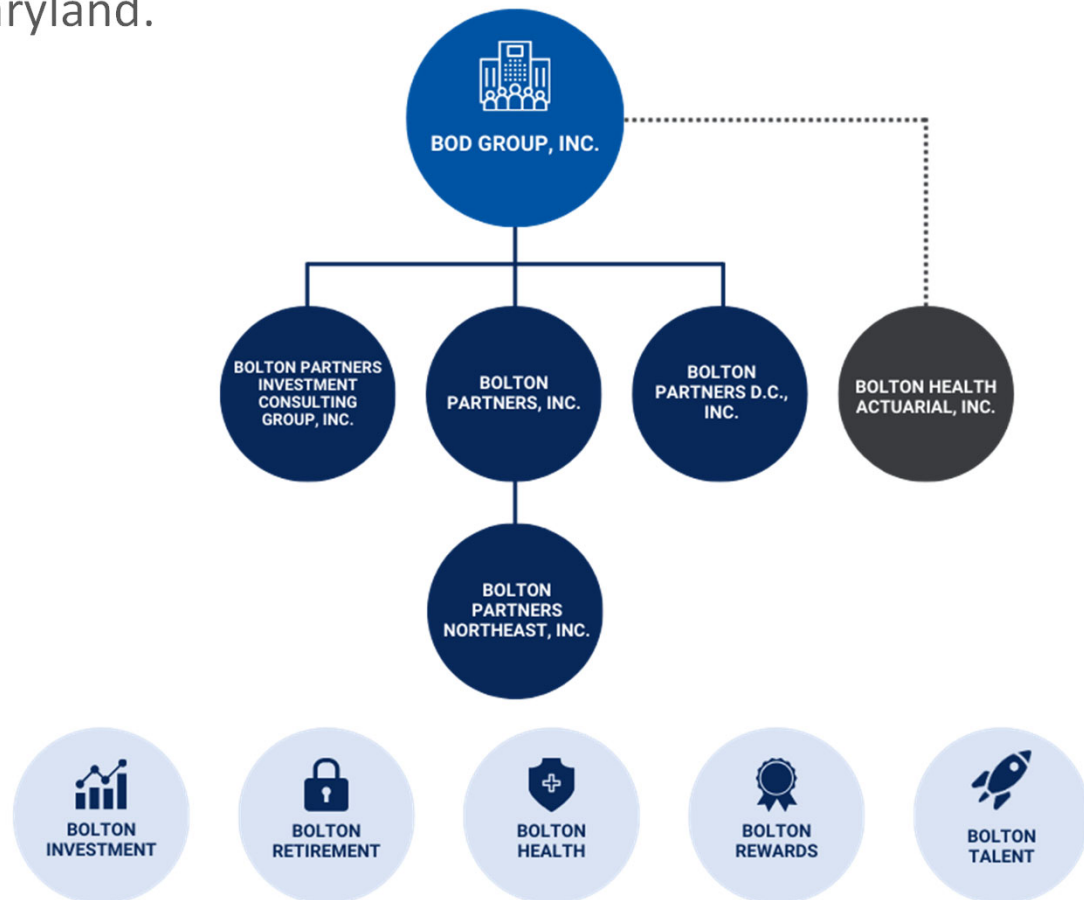 aryland.
BOD GROUP, INC.
BOLTON PARTNERS
INVESTMENT
CONSULTING
GROUP, INC.
BOLTON
PARTNERS, INC.
BOLTON
PARTNERS D.C.,
INC.
BOLTON HEALTH
ACTUARIAL, INC.
BOLTON
PARTNERS
NORTHEAST, INC.
BOLTON
INVESTMENT
BOLTON
RETIREMENT
BOLTON
HEALTH
BOLTON
REWARDS
BOLTON
TALENT